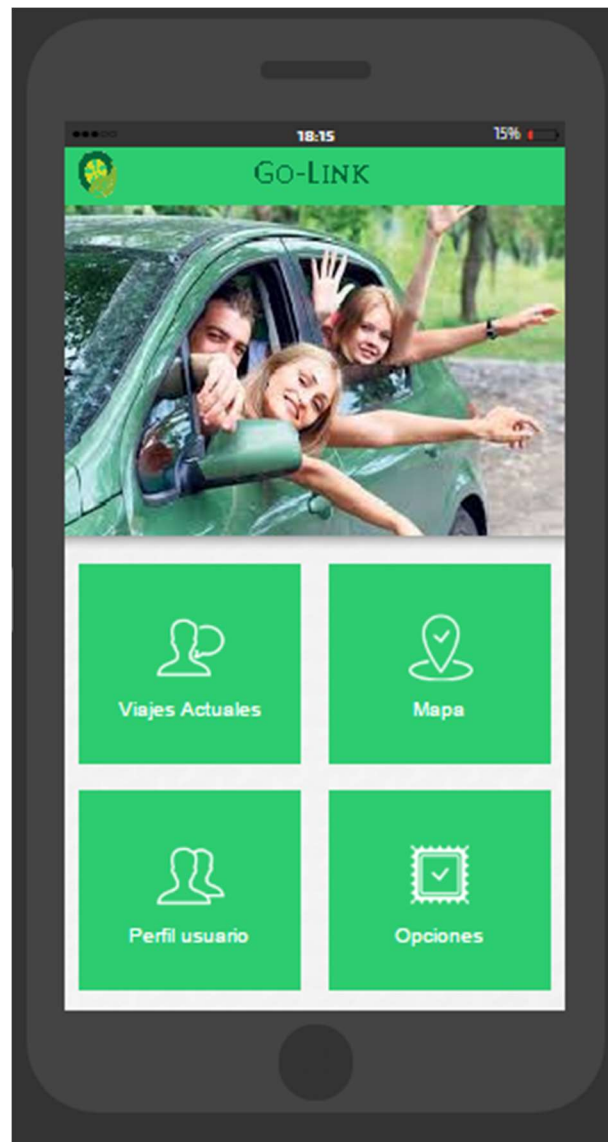 18:15
15%
GO-LINK
Viajes Actuales
Mapa
Perfil usuario
Opciones